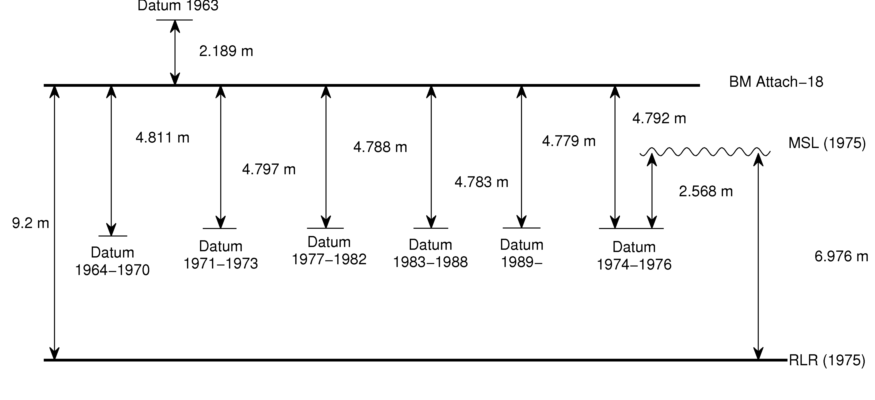 Datum 1963
2.189 m
BM Attach−18
4.811 m
4.797 m
4.788 m
4.783 m
4.779 m
4.792 m
MSL (1975)
2.568 m
9.2 m
Datum
1964−1970
Datum
1971−1973
Datum
1977−1982
Datum
1983−1988
Datum
1989−
Datum
1974−1976
6.976 m
RLR (1975)